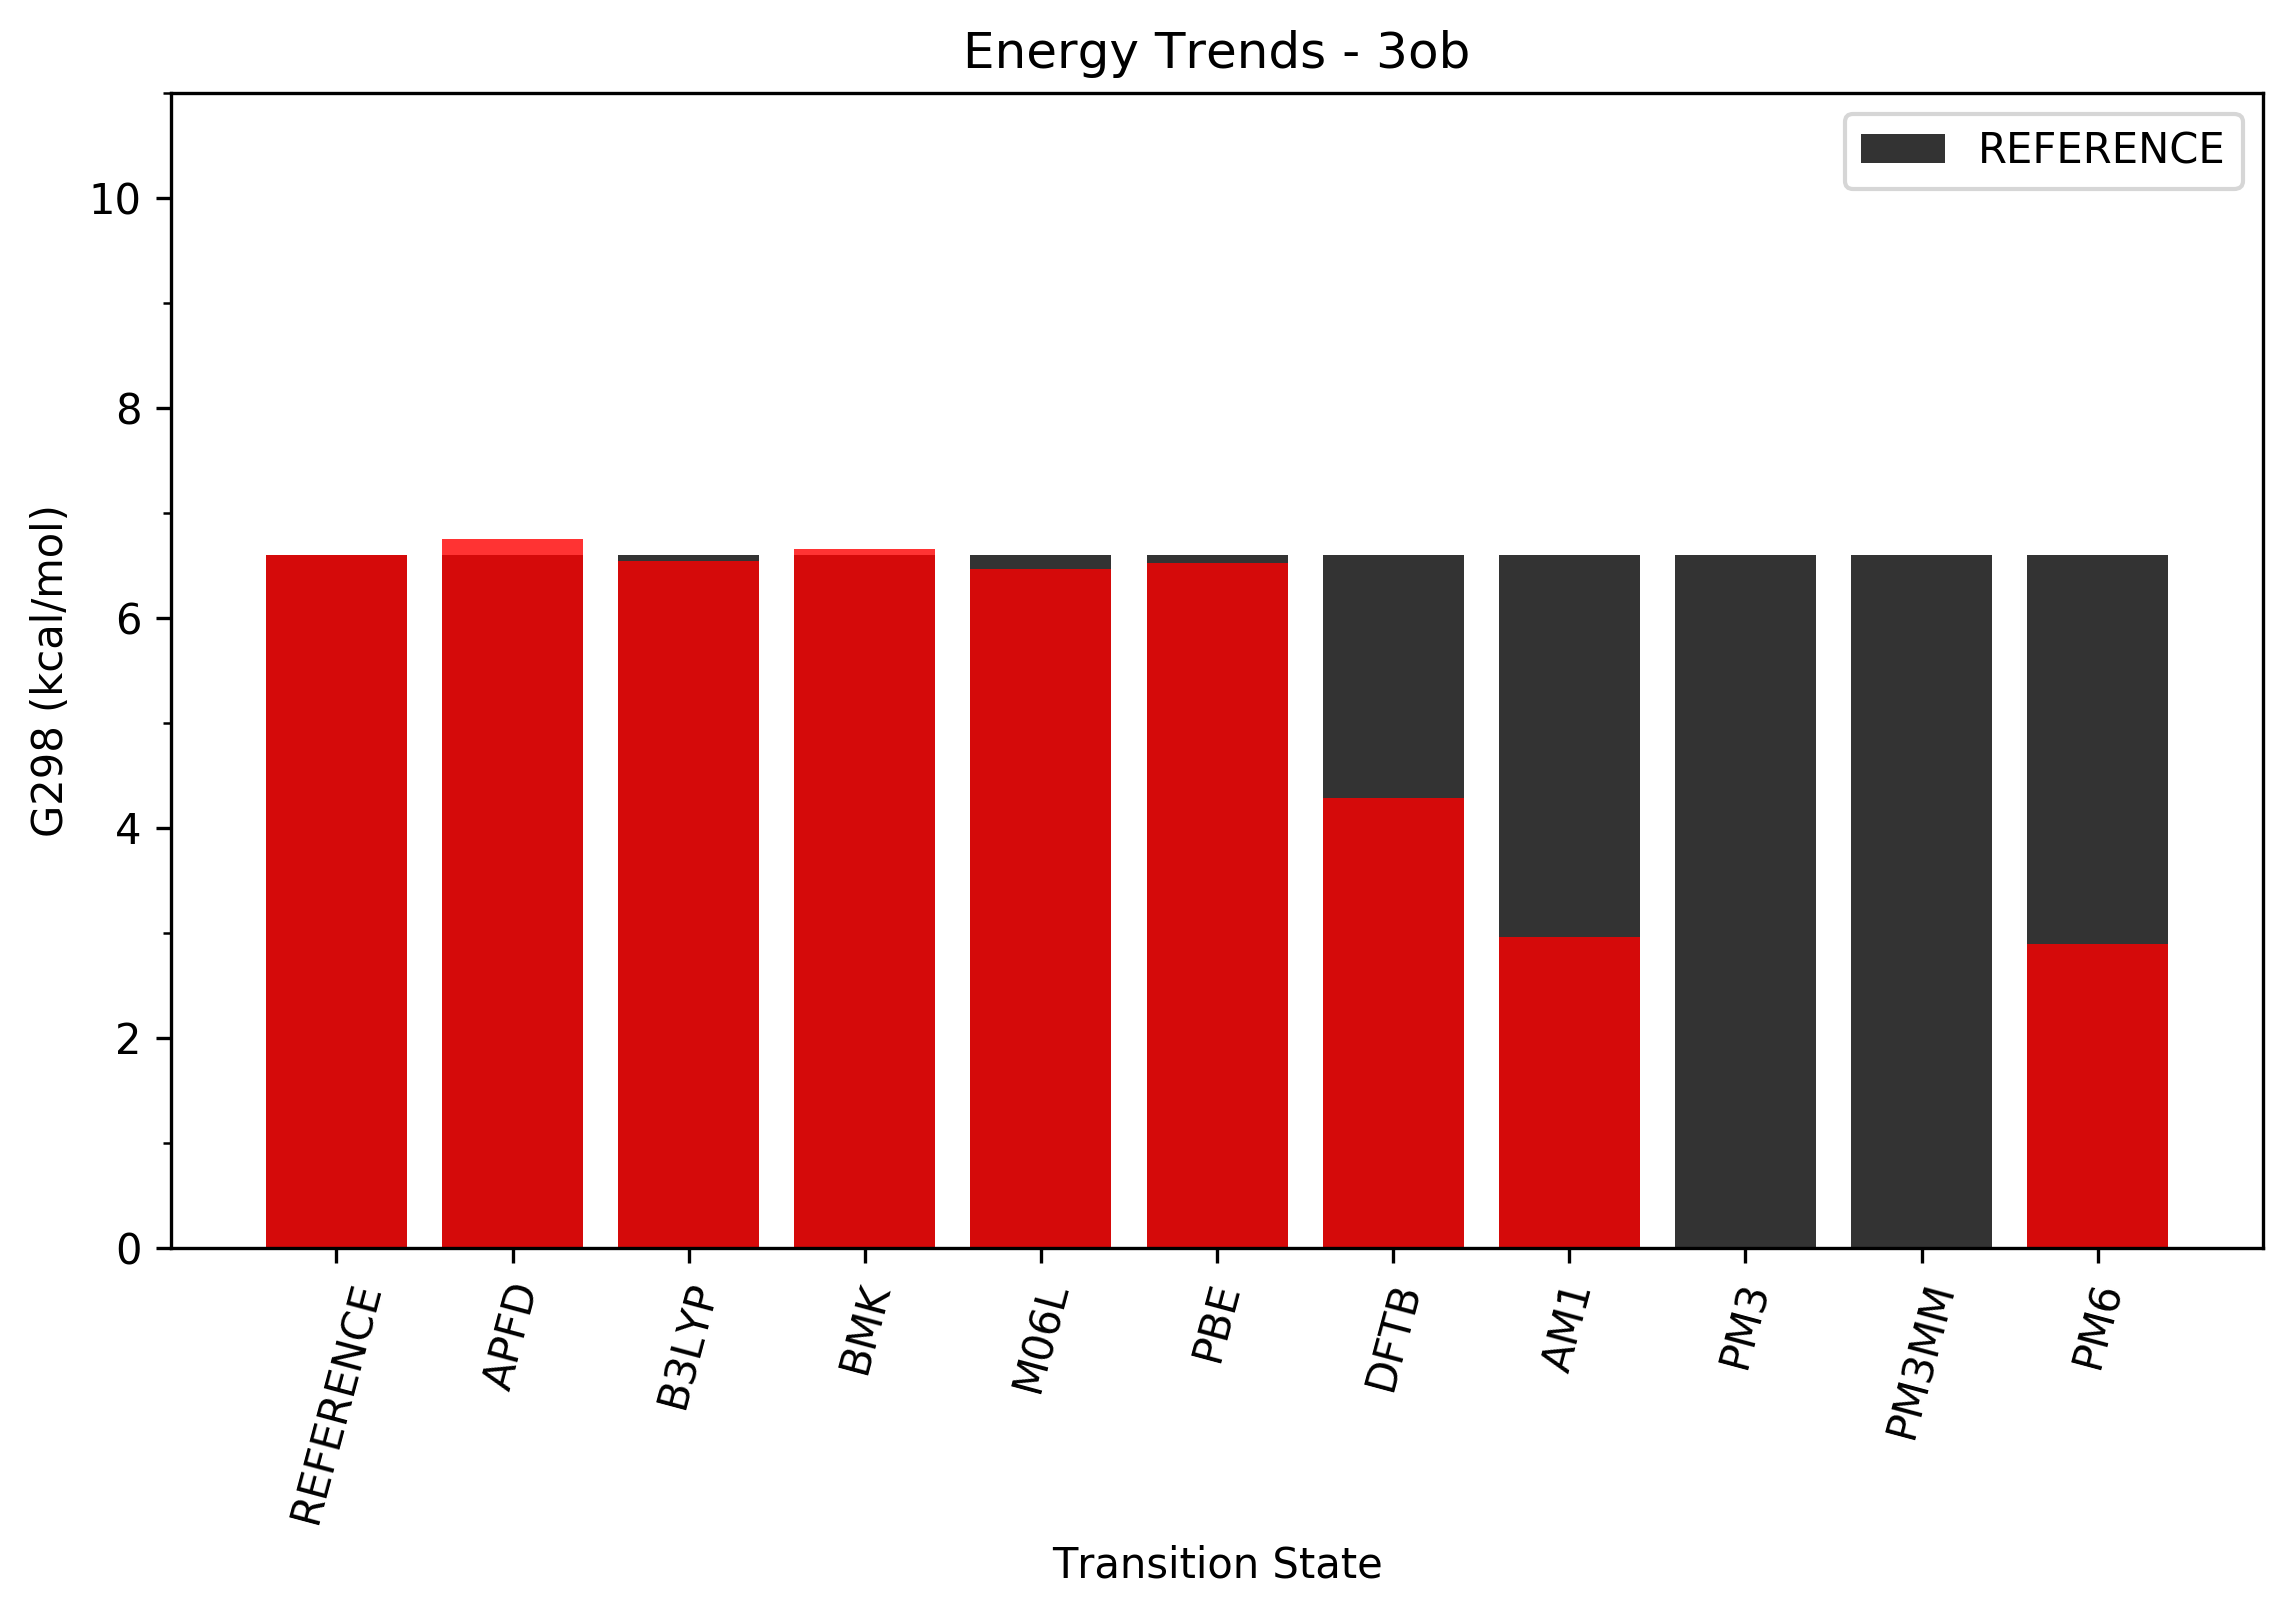 Energy Trends - 3ob
REFERENCE
G298 (kcal/mol)
10
8
6
4
2
0
REFERENCE
APFD
B3LYP
BMK
M06L
PBE
DFTB
AM1
PM3
PM3MM
PM6
Transition State